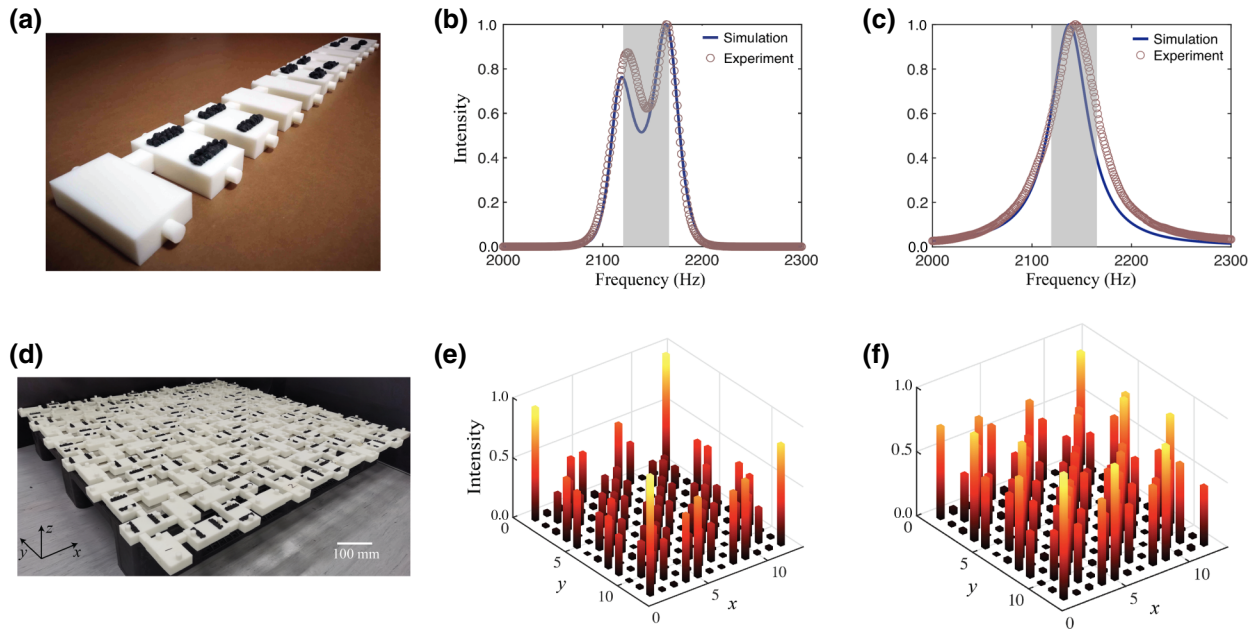 (a)
(b)
1.0
0.8
0.6
0.4
0.2
0.0
Intensity
2000
2100
2200
2300
Frequency (Hz)
Simulation
Experiment
(c)
1.0
0.8
0.6
0.4
0.2
0.0
2000
2100
2200
2300
Frequency (Hz)
Simulation
Experiment
(d)
z
y
x
100 mm
(e)
1.0
0.5
0.0
Intensity
0
5
10
y
0
5
10
x
(f)
1.0
0.5
0.0
0
5
10
y
0
5
10
x